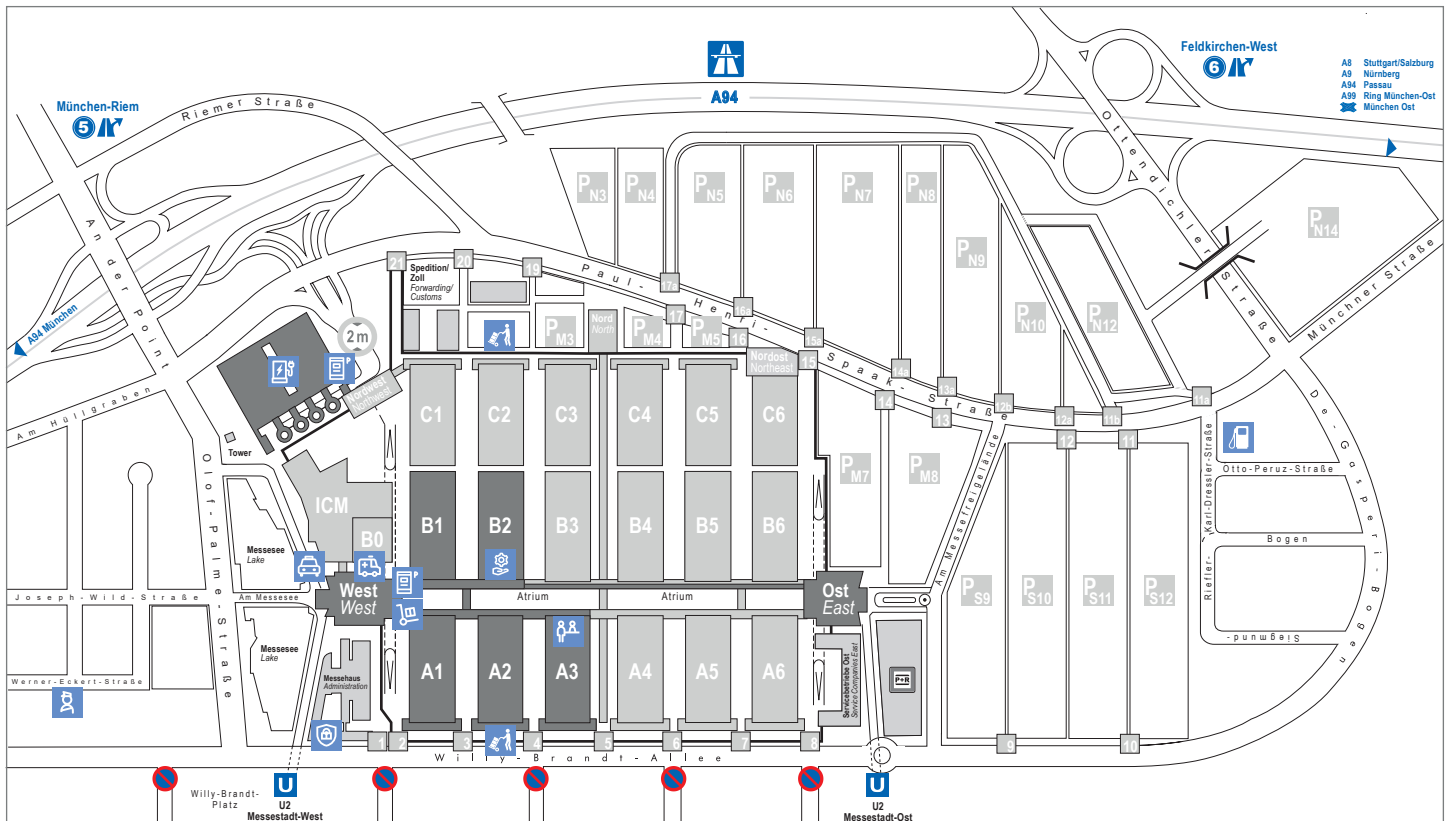 Feldkirchen-West
6
A8 Stuttgart/Salzburg
A9 Nürnberg
A94 Passau
A99 Ring München-Ost
München Ost
A94
München-Riem
5
Riemer Straße
Ottendichler Straße
An der Point
A94 München
Am Hüllgraben
P N3
P N4
P N5
P N6
P N7
P N8
P N9
P N10
P N12
P N14
Münchner Straße
Paul-Henri-Spaak-Straße
21
20
19
17a
17
16a
16
15a
15
14a
14
13a
13
12b
12a
12
11b
11
11a
Spedition/
Zoll
Forwarding/
Customs
2 m
P M3
Nord
North
P M4
P M5
Nordost
Northeast
Nordwest
Northwest
P
C1
C2
C3
C4
C5
C6
P M7
P M8
Am Messefreigelände
Karl-Dressler-Straße
Otto-Peruz-Straße
De-Gasperi-Bogen
Tower
ICM
B0
B1
B2
B3
B4
B5
B6
Olof-Palme-Straße
Messesee
Lake
Bogen
Riefler-
Siegmund-
Joseph-Wild-Straße
Am Messesee
West
West
P
Atrium
Atrium
Ost
East
P S9
P S10
P S11
P S12
Messesee
Lake
Messehaus
Administration
A1
A2
A3
A4
A5
A6
Servicebetriebe Ost
Service Companies East
P+R
Werner-Eckert-Straße
1
2
3
4
5
6
7
8
9
10
Willy-Brandt-Allee
Willy-Brandt-
Platz
U
U2
Messestadt-West
U
U2
Messestadt-Ost